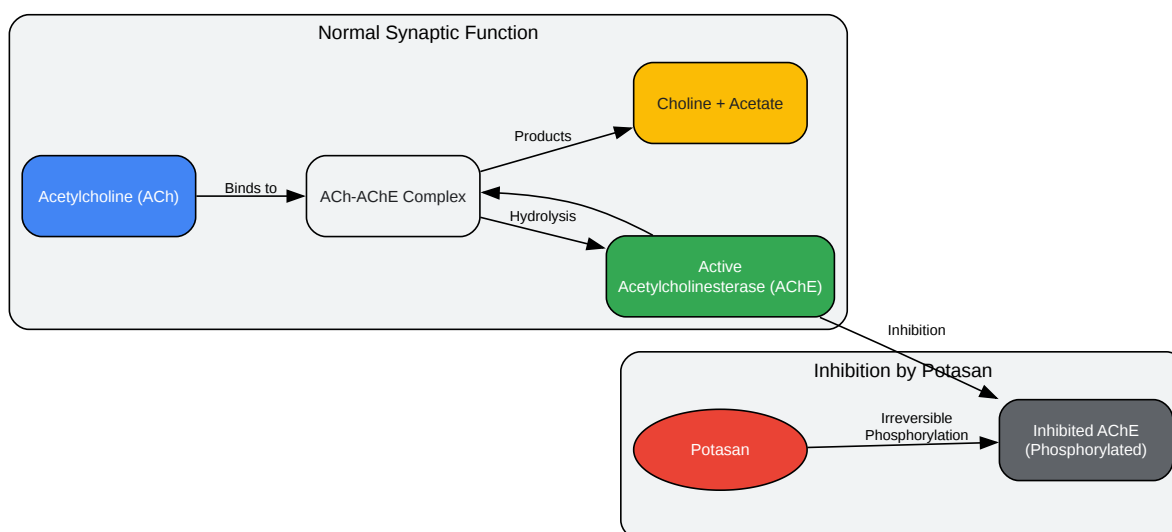 Normal Synaptic Function
Choline + Acetate
Products
Acetylcholine (ACh)
Binds to
ACh-AChE Complex
Hydrolysis
Active
Acetylcholinesterase (AChE)
Inhibition
Inhibition by Potasan
Potasan
Irreversible
Phosphorylation
Inhibited AChE
(Phosphorylated)